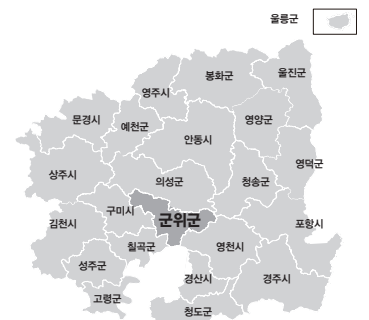 울릉군
봉화군
울진군
영주시
문경시
예천군
영양군
안동시
영덕군
상주시
의성군
청송군
구미시
군위군
김천시
포항시
칠곡군
영천시
성주군
경산시
경주시
고령군
청도군